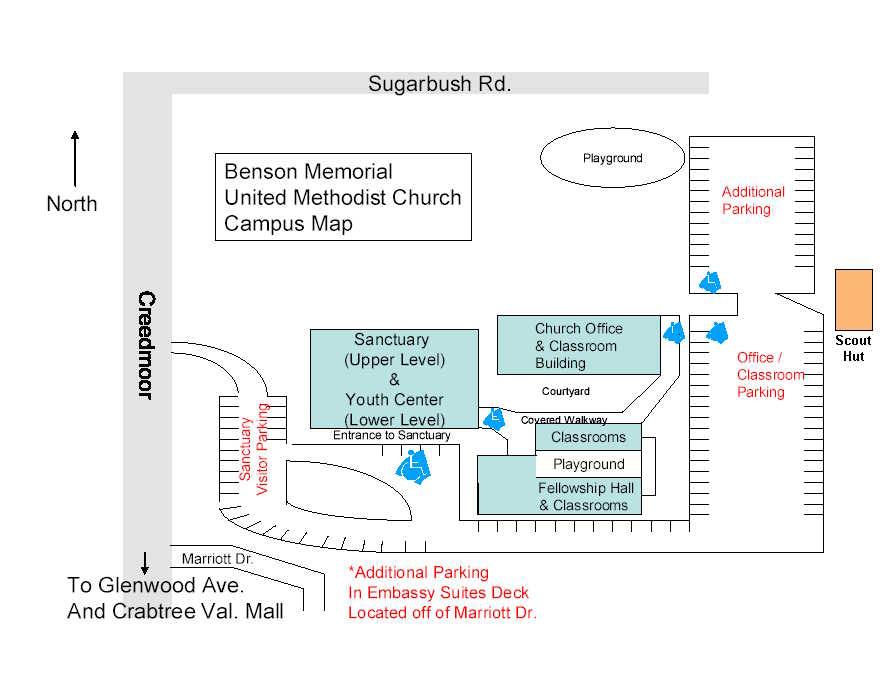 Sugarbush Rd.
Playground
Benson Memorial
United Methodist Church
Campus Map
North
Additional
Parking
Creedmoor
Scout
Hut
Church Office
& Classroom
Building
Sanctuary
(Upper Level)
&
Youth Center
(Lower Level)
Office /
Classroom
Parking
Courtyard
Covered Walkway
Entrance to Sanctuary
Sanctuary
Visitor Parking
Classrooms
Playground
Fellowship Hall
& Classrooms
Marriott Dr.
To Glenwood Ave.
And Crabtree Val. Mall
*Additional Parking
In Embassy Suites Deck
Located off of Marriott Dr.